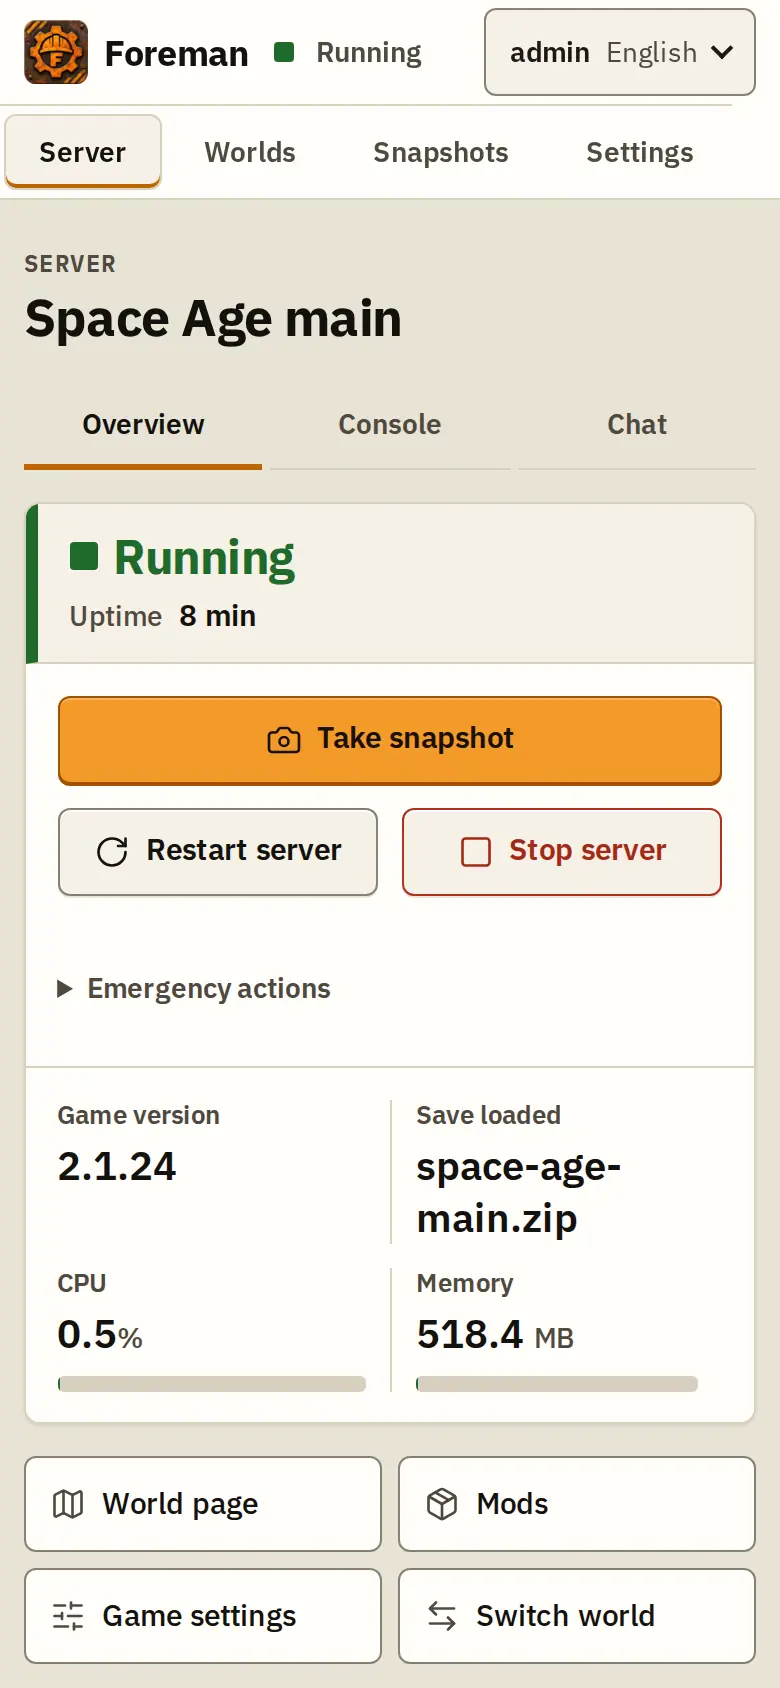 Foreman
Running
admin English
Server
Worlds
Snapshots
Settings
SERVER
Space Age main
Overview
Console
Chat
Running
Uptime 8 min
Take snapshot
Restart server
Stop server
Emergency actions
Game version
2.1.24
Save loaded
space-age-
main.zip
CPU
0.5%
Memory
518.4 MB
World page
Mods
Game settings
Switch world